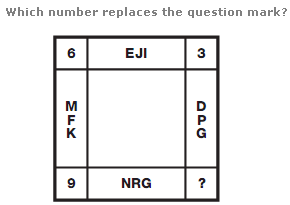 Which number replaces the question mark?
6 EJI 3
M D
F P
K G
9 NRG ?